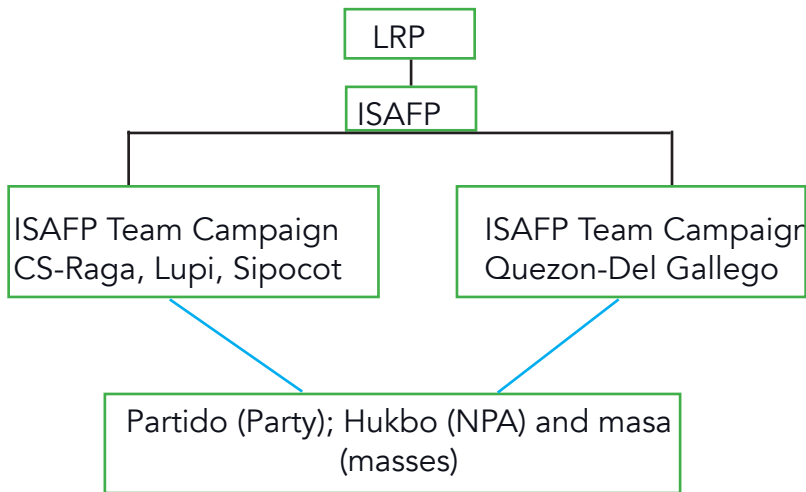 LRP
ISAFP
ISAFP Team Campaign
CS-Raga, Lupi, Sipocot
ISAFP Team Campaign
Quezon-Del Gallego
Partido (Party); Hukbo (NPA) and masa
(masses)